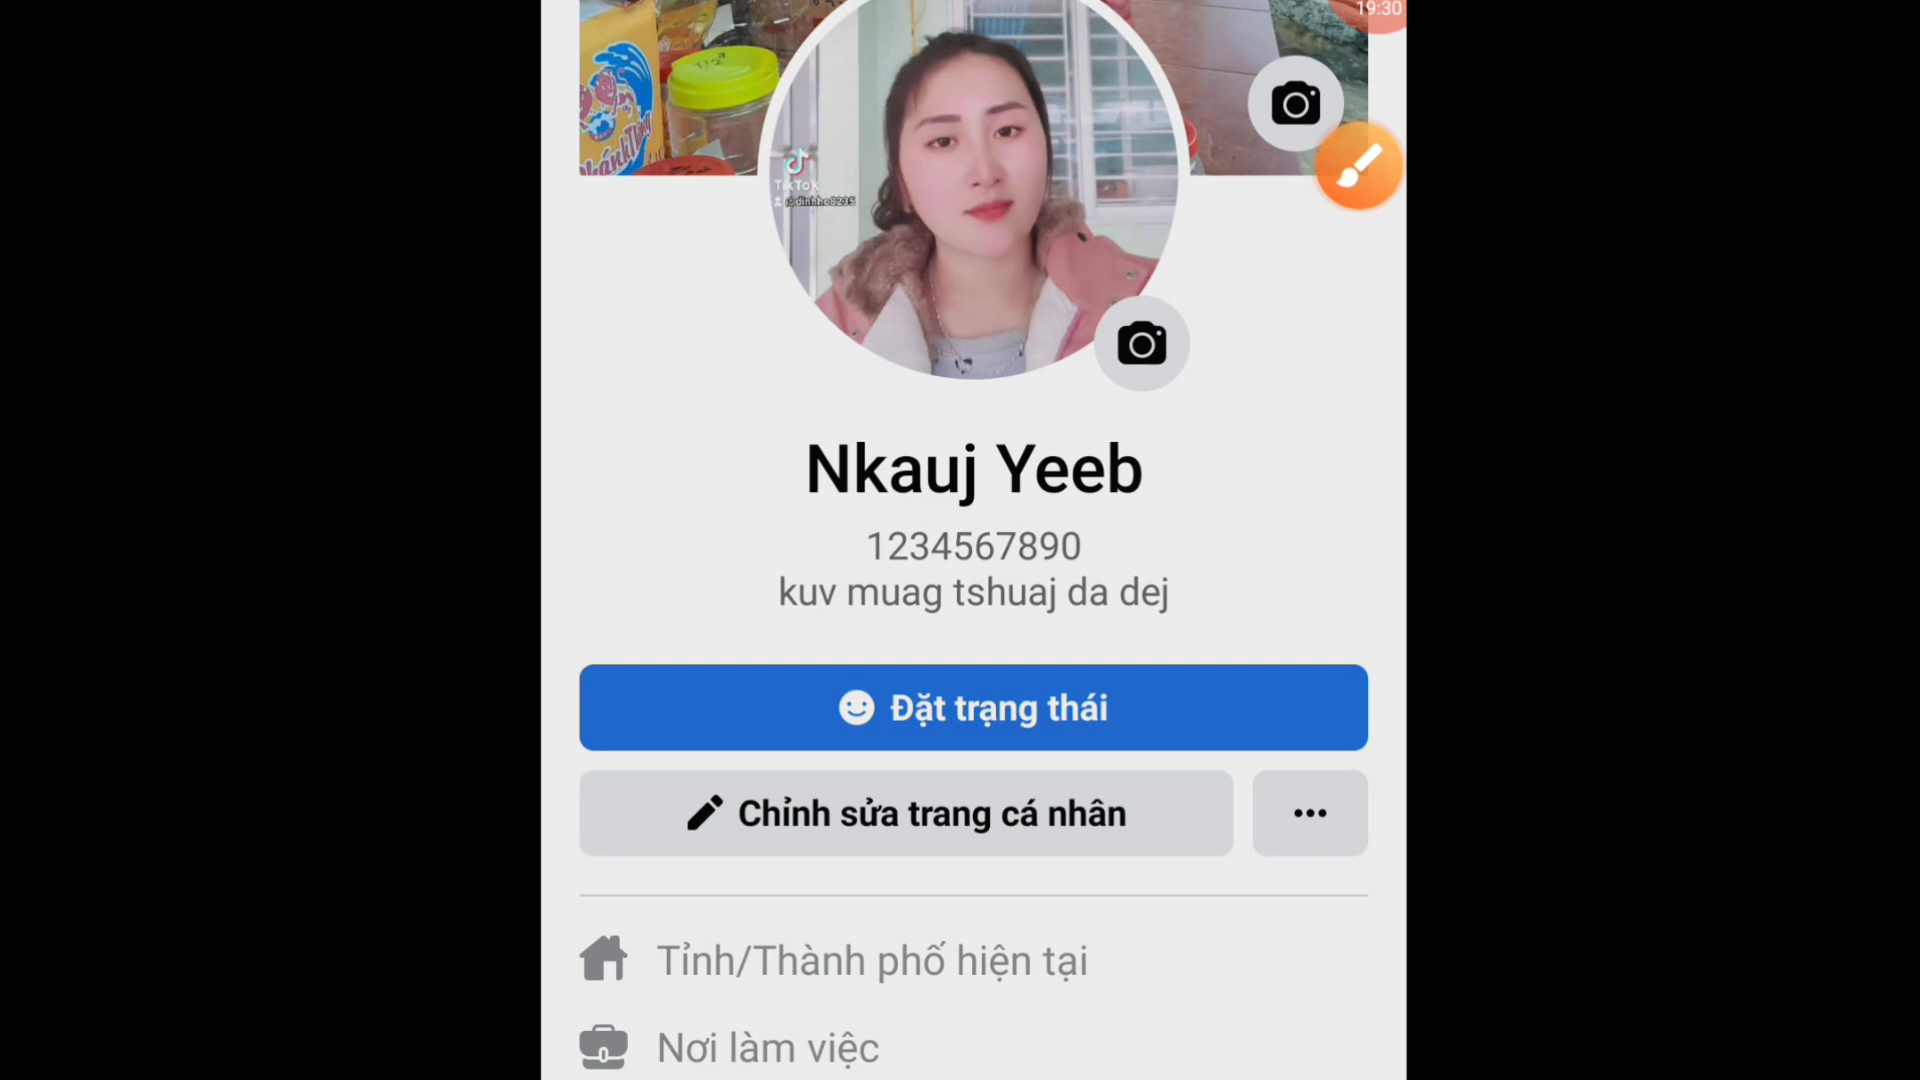 19:30
TikTok
@dinhho8235
Nkauj Yeeb
1234567890
kuv muag tshuaj da dej
Đặt trạng thái
Chỉnh sửa trang cá nhân
Tỉnh/Thành phố hiện tại
Nơi làm việc